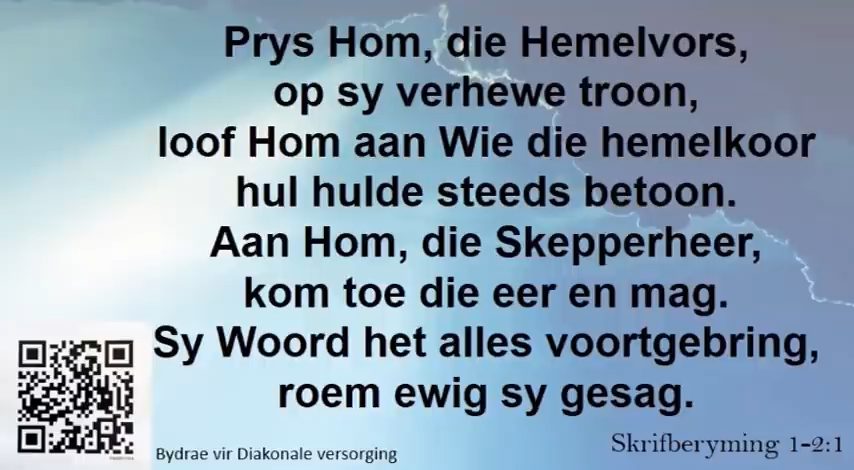 Prys Hom, die Hemelvors,
op sy verhewe troon,
loof Hom aan Wie die hemelkoor
hul hulde steeds betoon.
Aan Hom, die Skepperheer,
kom toe die eer en mag.
Sy Woord het alles voortgebring,
roem ewig sy gesag.
Bydrae vir Diakonale versorging
Skrifberyming 1-2:1